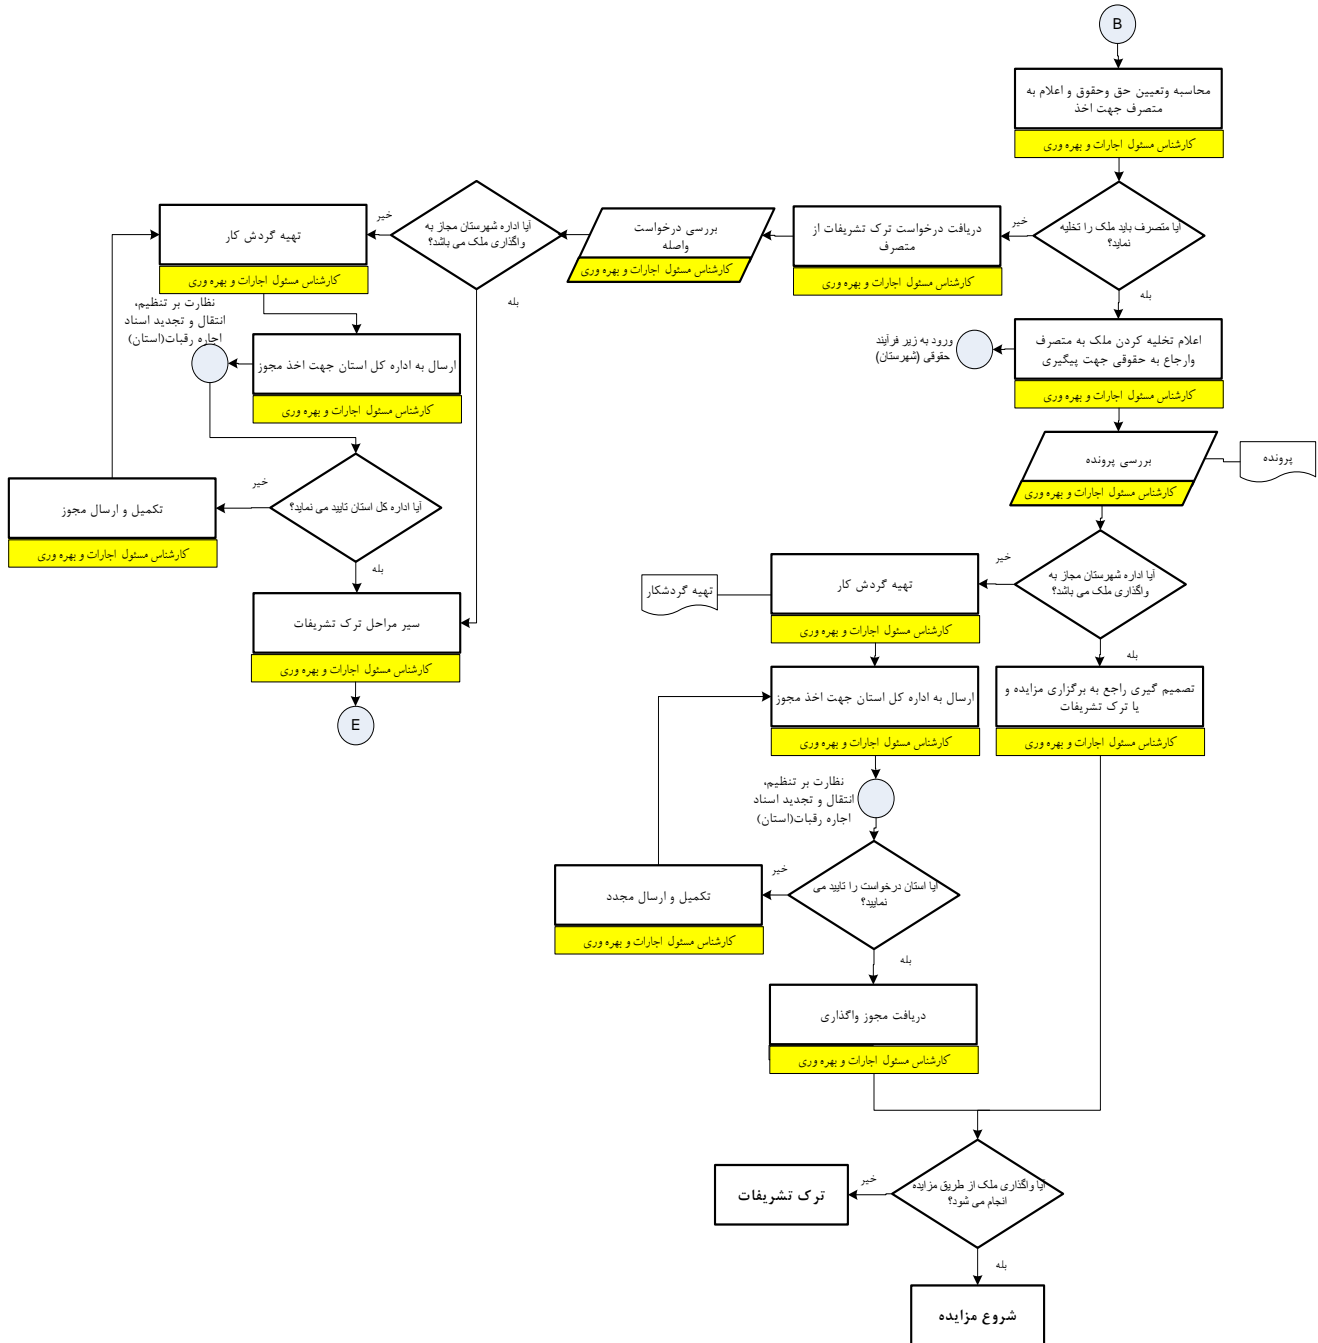 B
محاسبه وتعیین حق وحقوق و اعلام به
متصرف جهت اخذ
کارشناس مسئول اجارات و بهره وری
آیا متصرف باید ملک را تخلیه
نماید؟
خیر
بله
دریافت درخواست ترک تشریفات از
متصرف
کارشناس مسئول اجارات و بهره وری
بررسی درخواست
واصله
کارشناس مسئول اجارات و بهره وری
آیا اداره شهرستان مجاز به
واگذاری ملک می باشد؟
خیر
بله
تهیه گردش کار
کارشناس مسئول اجارات و بهره وری
نظارت بر تنظیم،
انتقال و تجدید اسناد
اجاره رقبات(استان)
ارسال به اداره کل استان جهت اخذ مجوز
کارشناس مسئول اجارات و بهره وری
آیا اداره کل استان تایید می نماید؟
خیر
بله
تکمیل و ارسال مجوز
کارشناس مسئول اجارات و بهره وری
سیر مراحل ترک تشریفات
کارشناس مسئول اجارات و بهره وری
E
اعلام تخلیه کردن ملک به متصرف
وارجاع به حقوقی جهت پیگیری
کارشناس مسئول اجارات و بهره وری
ورود به زیر فرآیند
حقوقی (شهرستان)
بررسی پرونده
کارشناس مسئول اجارات و بهره وری
پرونده
آیا اداره شهرستان مجاز به
واگذاری ملک می باشد؟
خیر
بله
تهیه گردش کار
کارشناس مسئول اجارات و بهره وری
تهیه گردشکار
ارسال به اداره کل استان جهت اخذ مجوز
کارشناس مسئول اجارات و بهره وری
تصمیم گیری راجع به برگزاری مزایده و
یا ترک تشریفات
کارشناس مسئول اجارات و بهره وری
نظارت بر تنظیم،
انتقال و تجدید اسناد
اجاره رقبات(استان)
آیا استان درخواست را تایید می
نمایید؟
خیر
بله
تکمیل و ارسال مجدد
کارشناس مسئول اجارات و بهره وری
دریافت مجوز واگذاری
کارشناس مسئول اجارات و بهره وری
آیا واگذاری ملک از طریق مزایده
انجام می شود؟
خیر
بله
ترک تشریفات
شروع مزایده